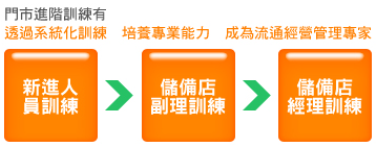 門市進階訓練有
透過系統化訓練 培養專業能力 成為流通經營管理專家
新進人
員訓練
儲備店
副理訓練
儲備店
經理訓練